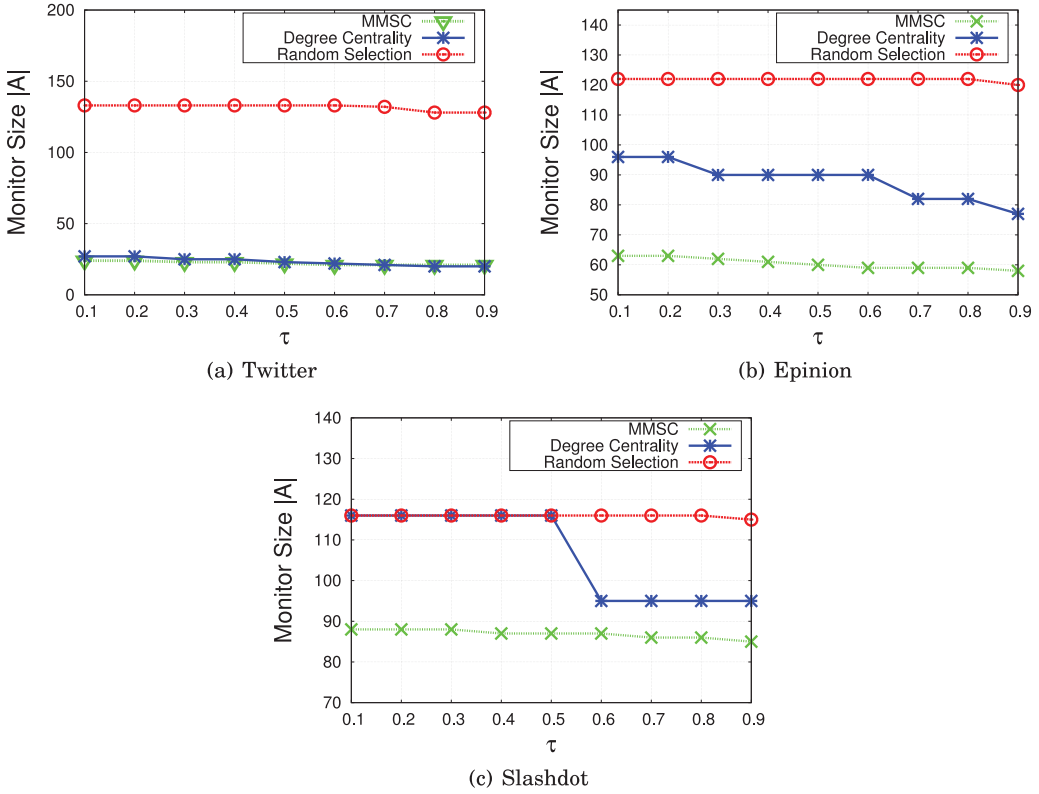 200
150
100
50
0
Monitor Size |A|
MMSC
Degree Centrality
Random Selection
0.1 0.2 0.3 0.4 0.5 0.6 0.7 0.8 0.9
τ
(a) Twitter
140
130
120
110
100
90
80
70
60
50
Monitor Size |A|
MMSC
Degree Centrality
Random Selection
0.1 0.2 0.3 0.4 0.5 0.6 0.7 0.8 0.9
τ
(b) Epinion
140
130
120
110
100
90
80
70
Monitor Size |A|
MMSC
Degree Centrality
Random Selection
0.1 0.2 0.3 0.4 0.5 0.6 0.7 0.8 0.9
τ
(c) Slashdot